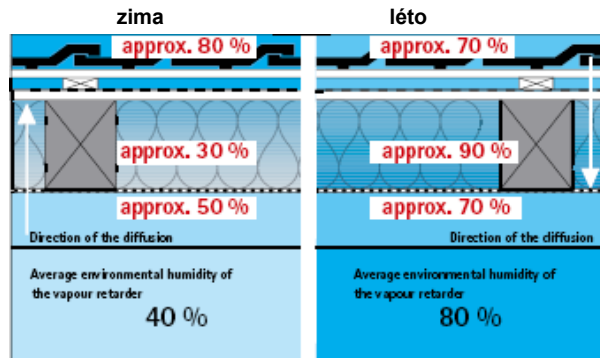 zima
approx. 80 %
approx. 30 %
approx. 50 %
Direction of the diffusion
Average environmental humidity of
the vapour retarder
40 %
léto
approx. 70 %
approx. 90 %
approx. 70 %
Direction of the diffusion
Average environmental humidity of
the vapour retarder
80 %